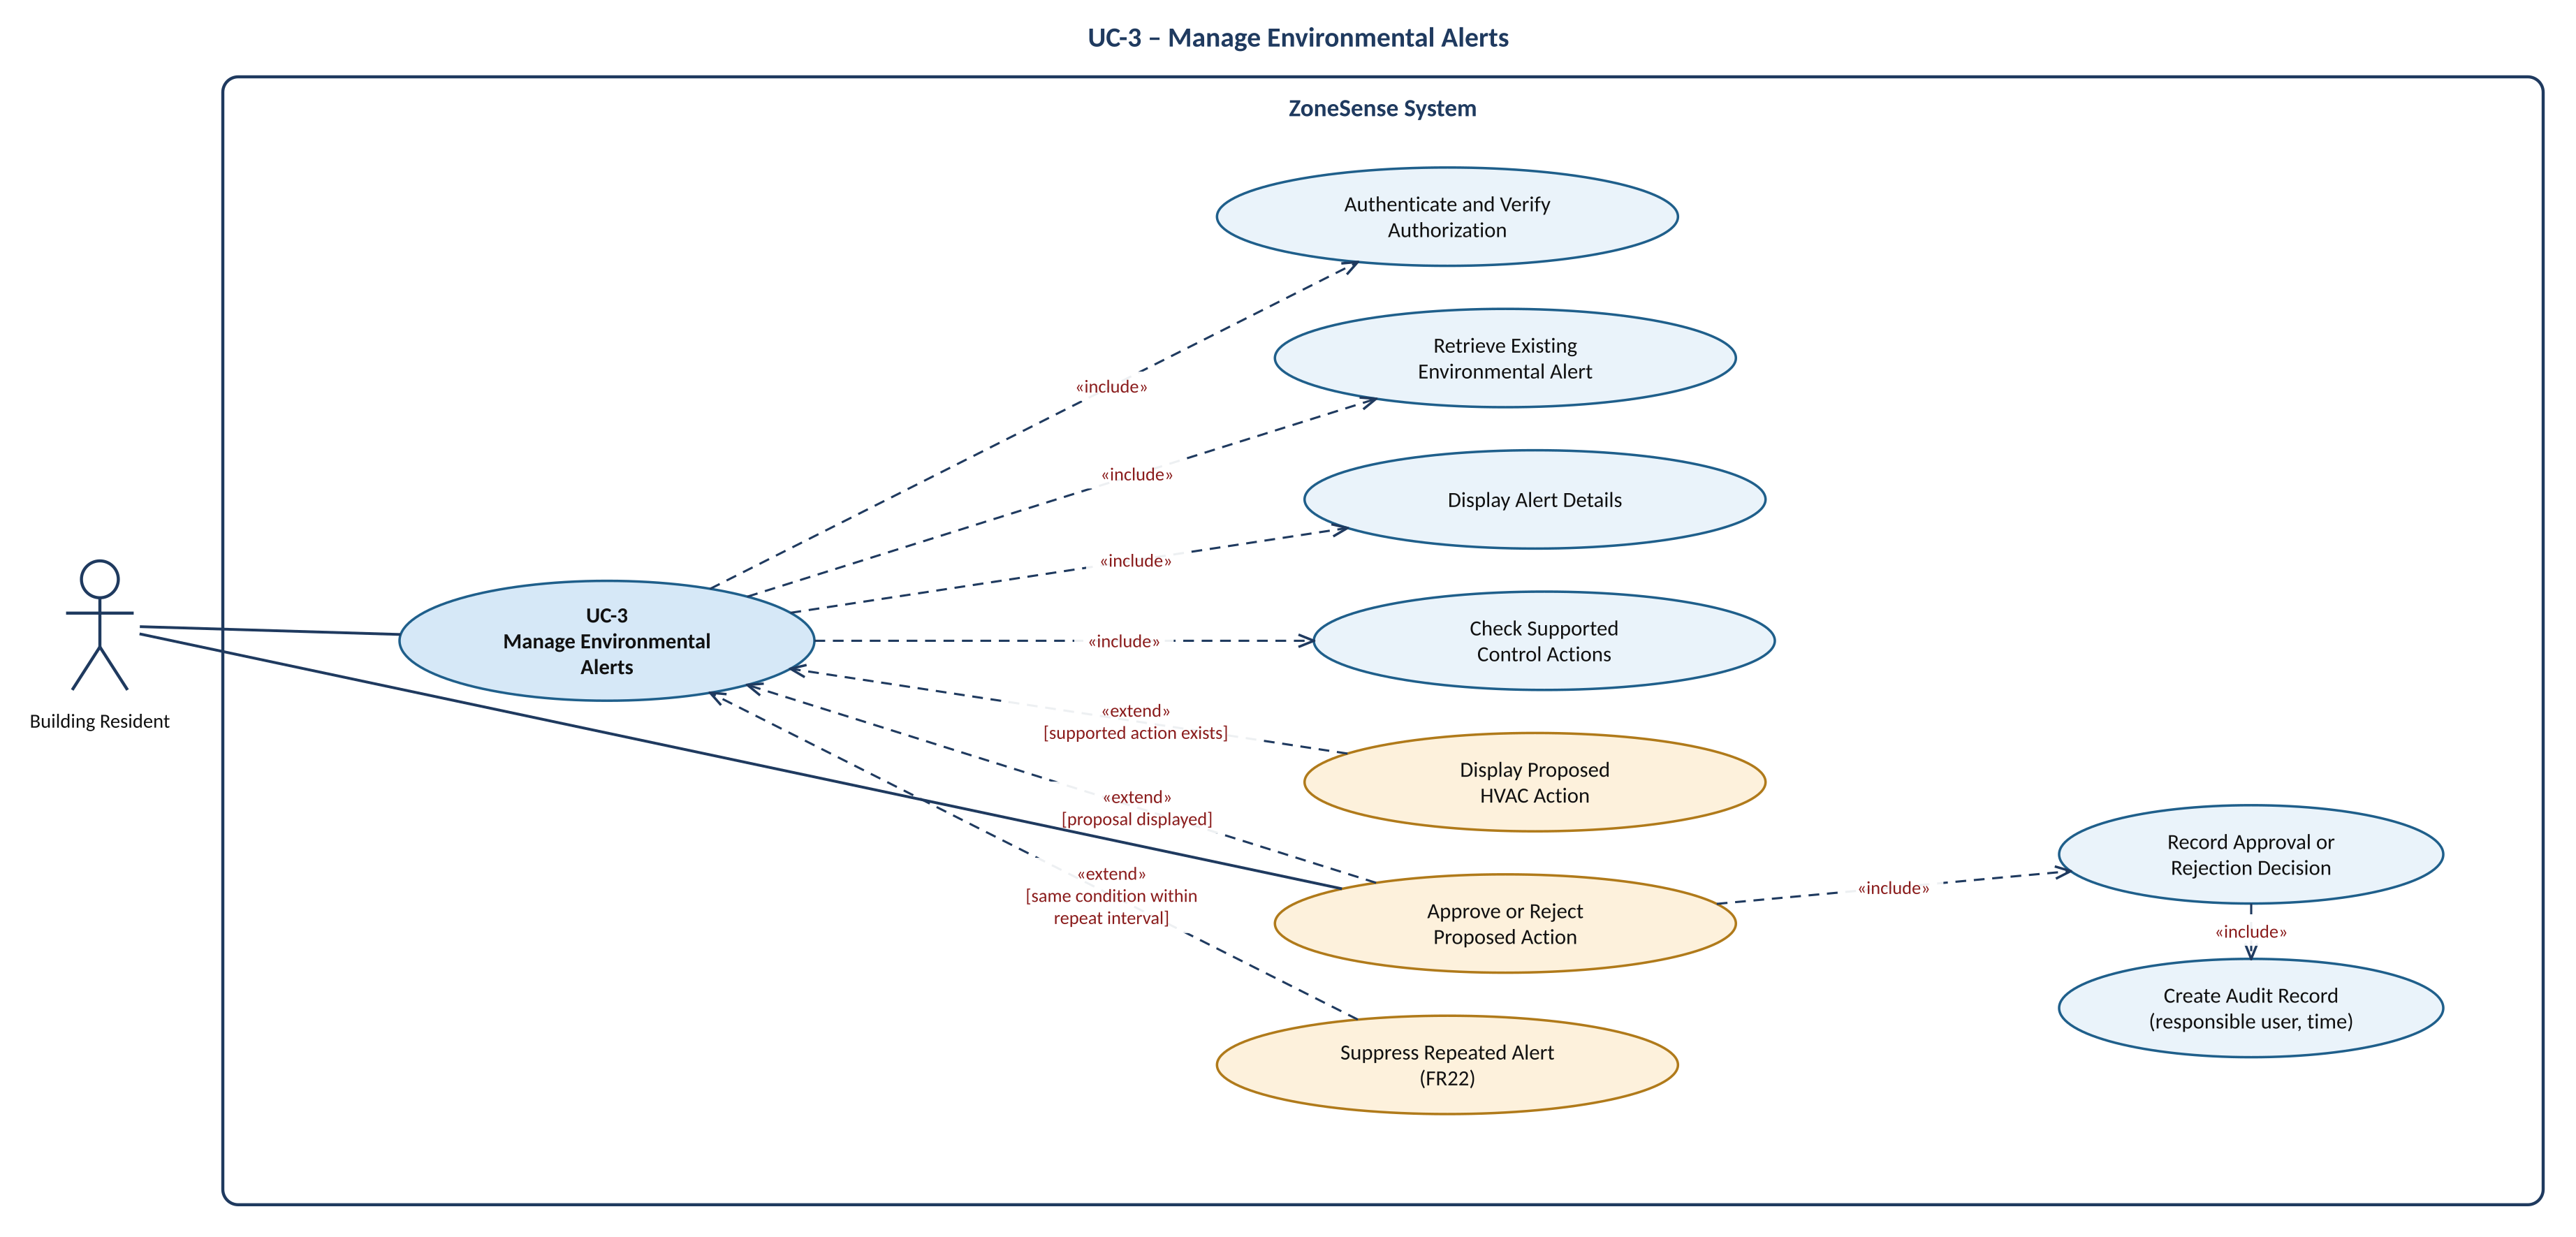 UC-3 – Manage Environmental Alerts
ZoneSense System
Authenticate and Verify
Authorization
Retrieve Existing
Environmental Alert
«include»
«include»
Display Alert Details
«include»
UC-3
Manage Environmental
Alerts
«include»
Check Supported
Control Actions
Building Resident
«extend»
[supported action exists]
Display Proposed
HVAC Action
«extend»
[proposal displayed]
Record Approval or
Rejection Decision
«extend»
[same condition within
repeat interval]
Approve or Reject
Proposed Action
«include»
«include»
Create Audit Record
(responsible user, time)
Suppress Repeated Alert
(FR22)